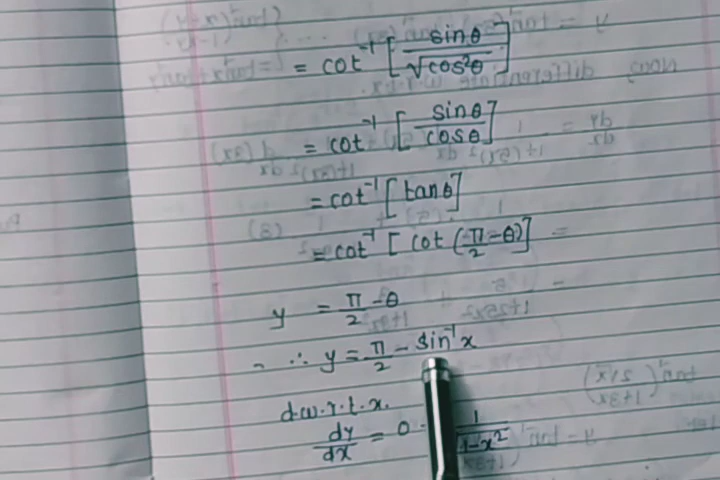 = cot⁻¹ [ sinθ / √cos²θ ]
= cot⁻¹ [ sinθ / cosθ ]
= cot⁻¹ [ tanθ ]
= cot⁻¹ [ cot ( π/2 - θ ) ]
y = π/2 - θ
∴ y = π/2 - sin⁻¹ x
d.w.r.t.x.
dy/dx = 0 1 / √1-x²